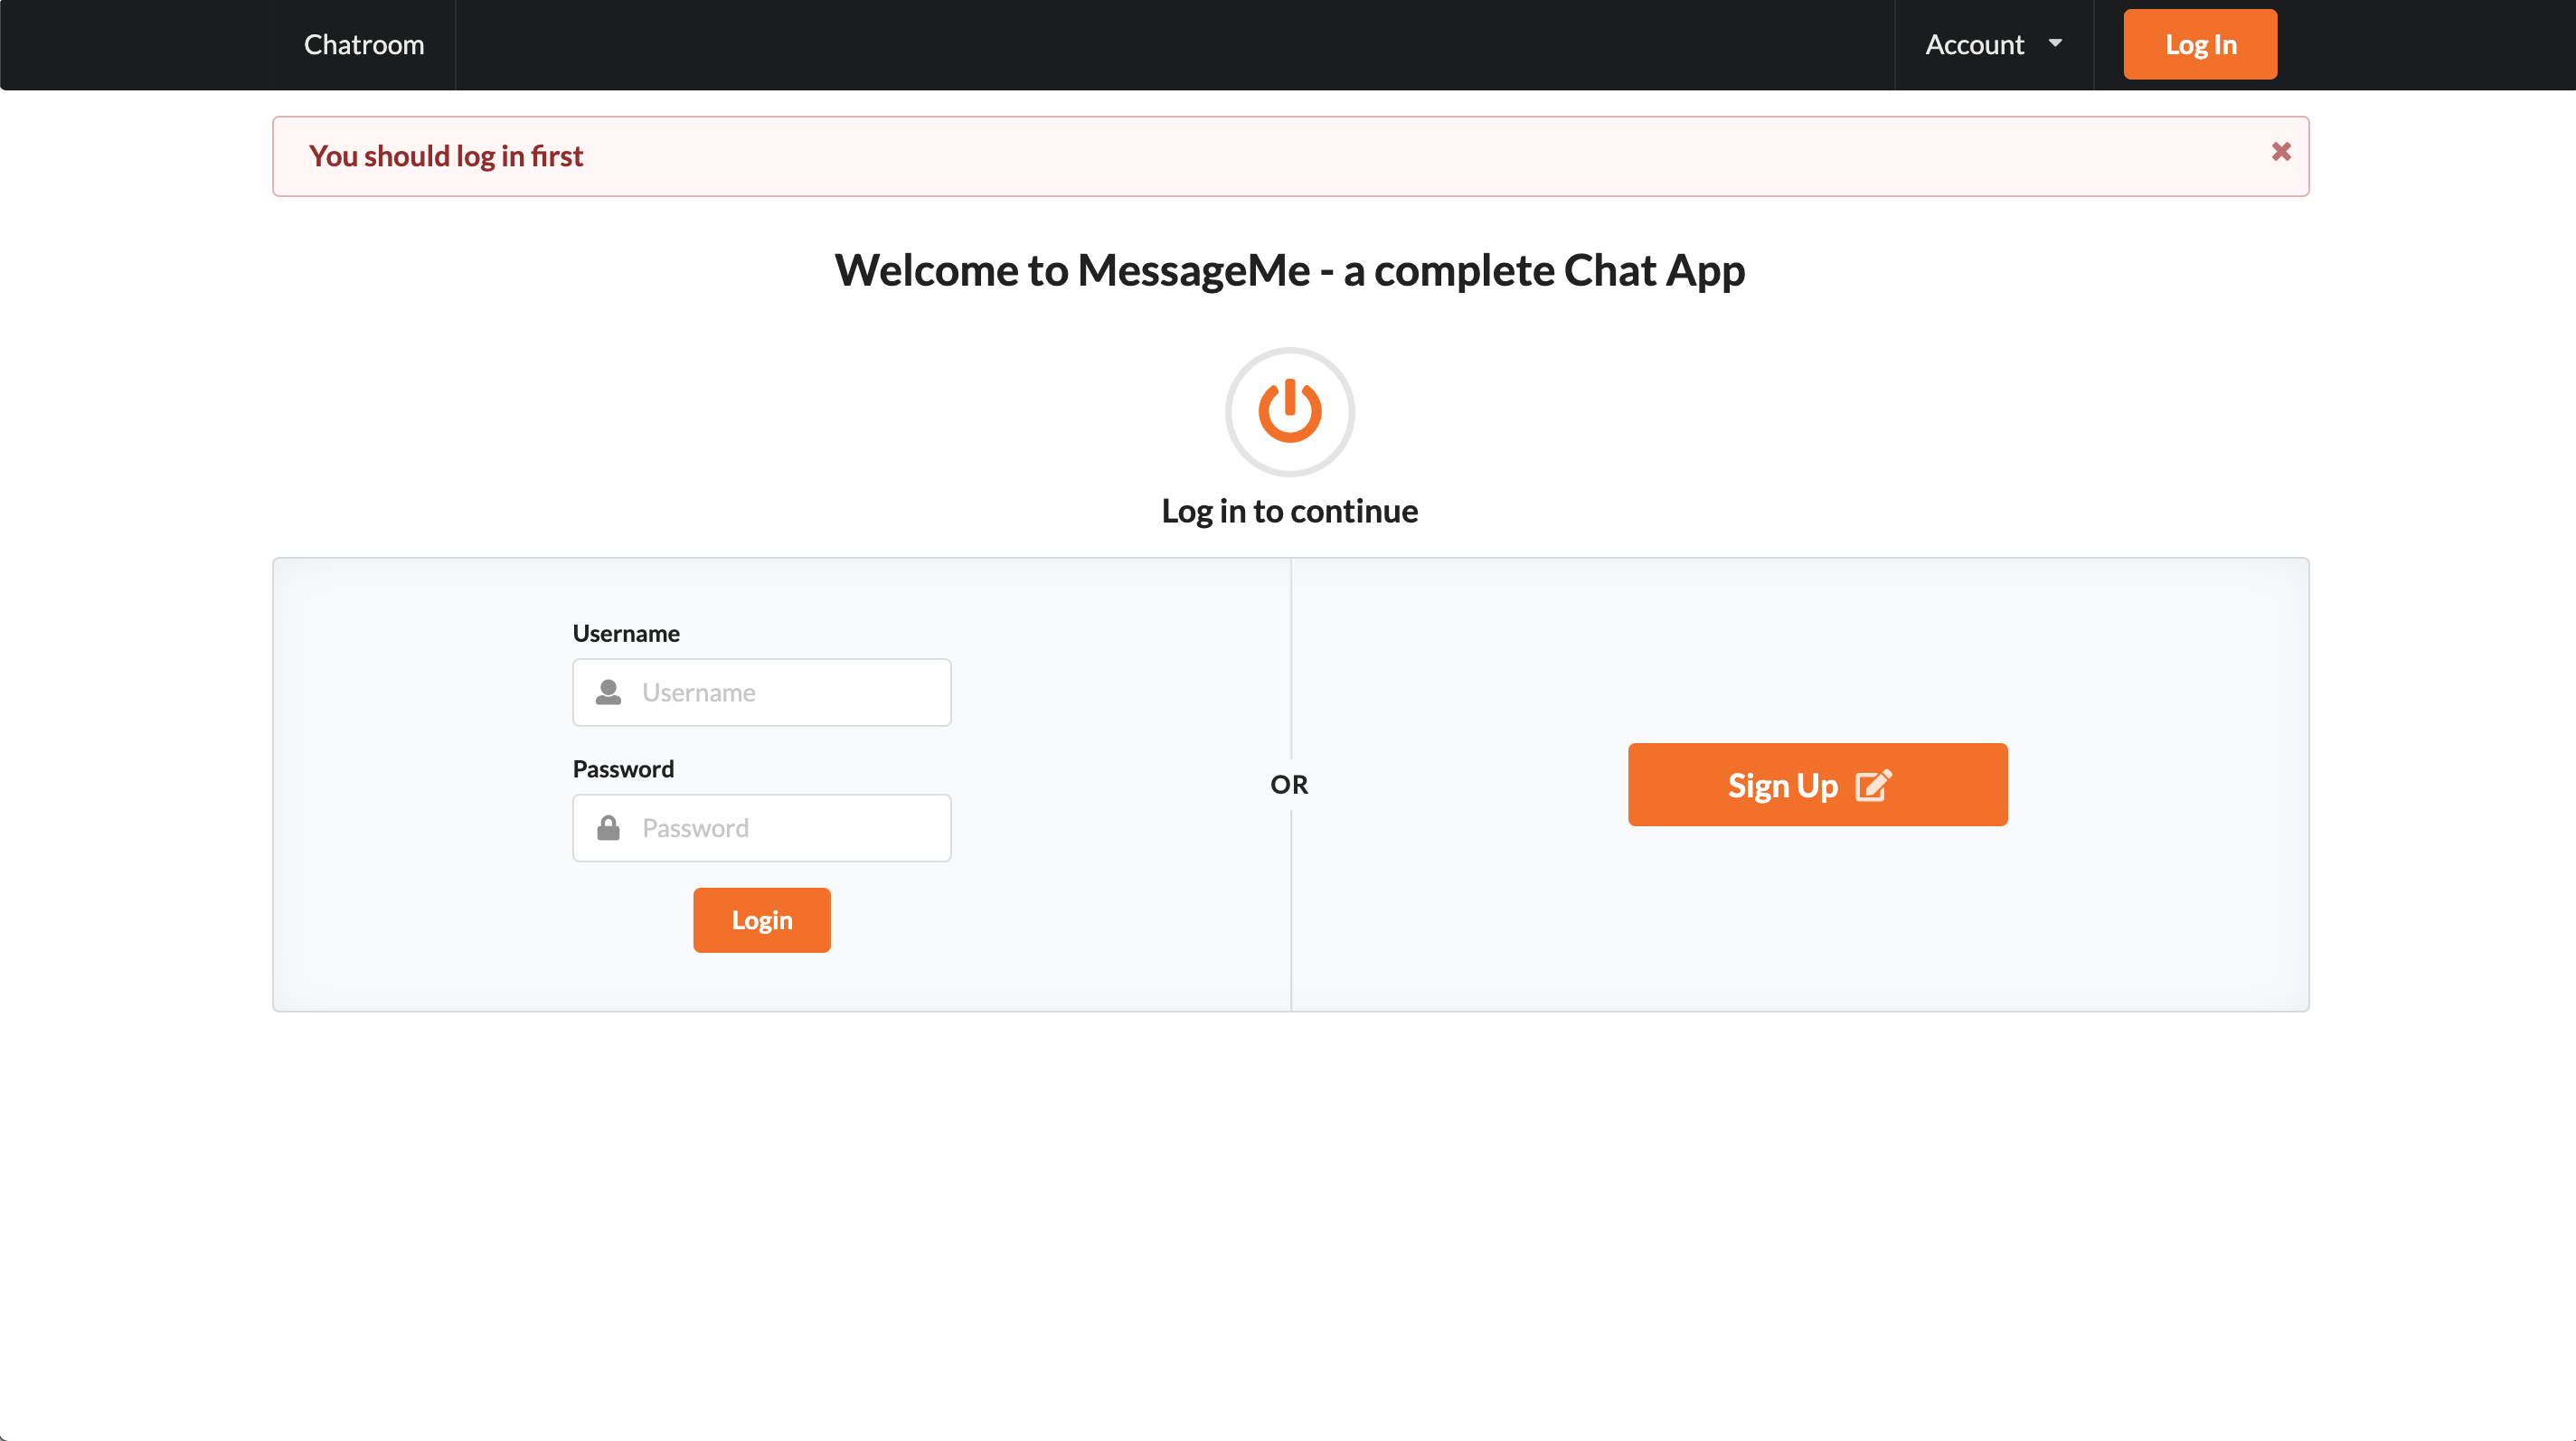 Chatroom
Account
Log In
You should log in first
Welcome to MessageMe - a complete Chat App
Log in to continue
Username
Username
Password
Password
Login
OR
Sign Up